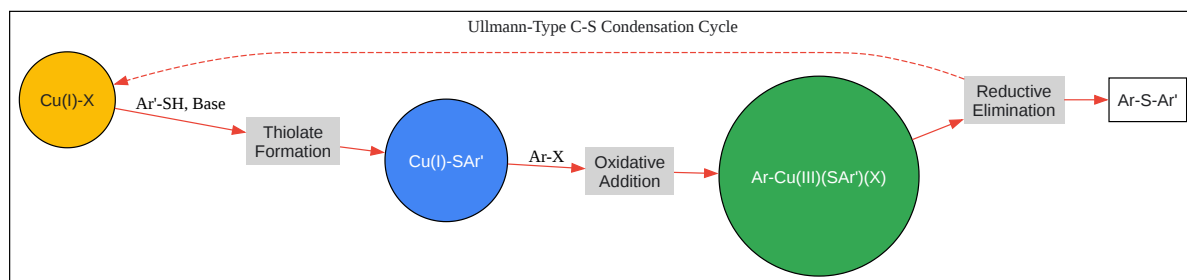 Ullmann-Type C-S Condensation Cycle
Cu(I)-X
Ar'-SH, Base
Thiolate
Formation
Cu(I)-SAr'
Ar-X
Oxidative
Addition
Ar-Cu(III)(SAr')(X)
Reductive
Elimination
Ar-S-Ar'